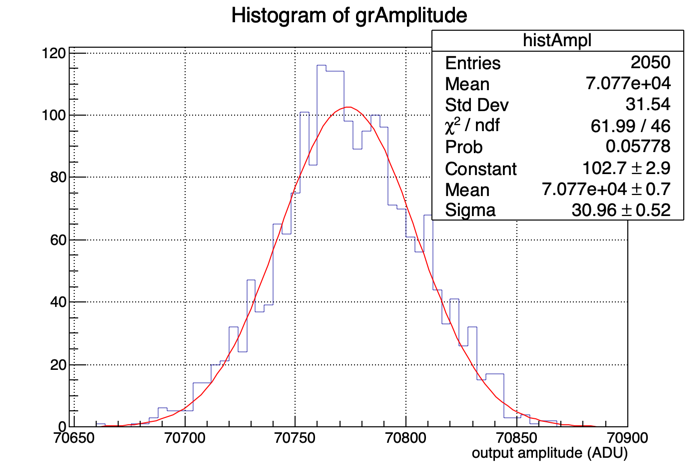 Histogram of grAmplitude
histAmpl
Entries 2050
Mean 7.077e+04
Std Dev 31.54
χ² / ndf 61.99 / 46
Prob 0.05778
Constant 102.7 ± 2.9
Mean 7.077e+04 ± 0.7
Sigma 30.96 ± 0.52
120
100
80
60
40
20
0
70650 70700 70750 70800 70850 70900
output amplitude (ADU)